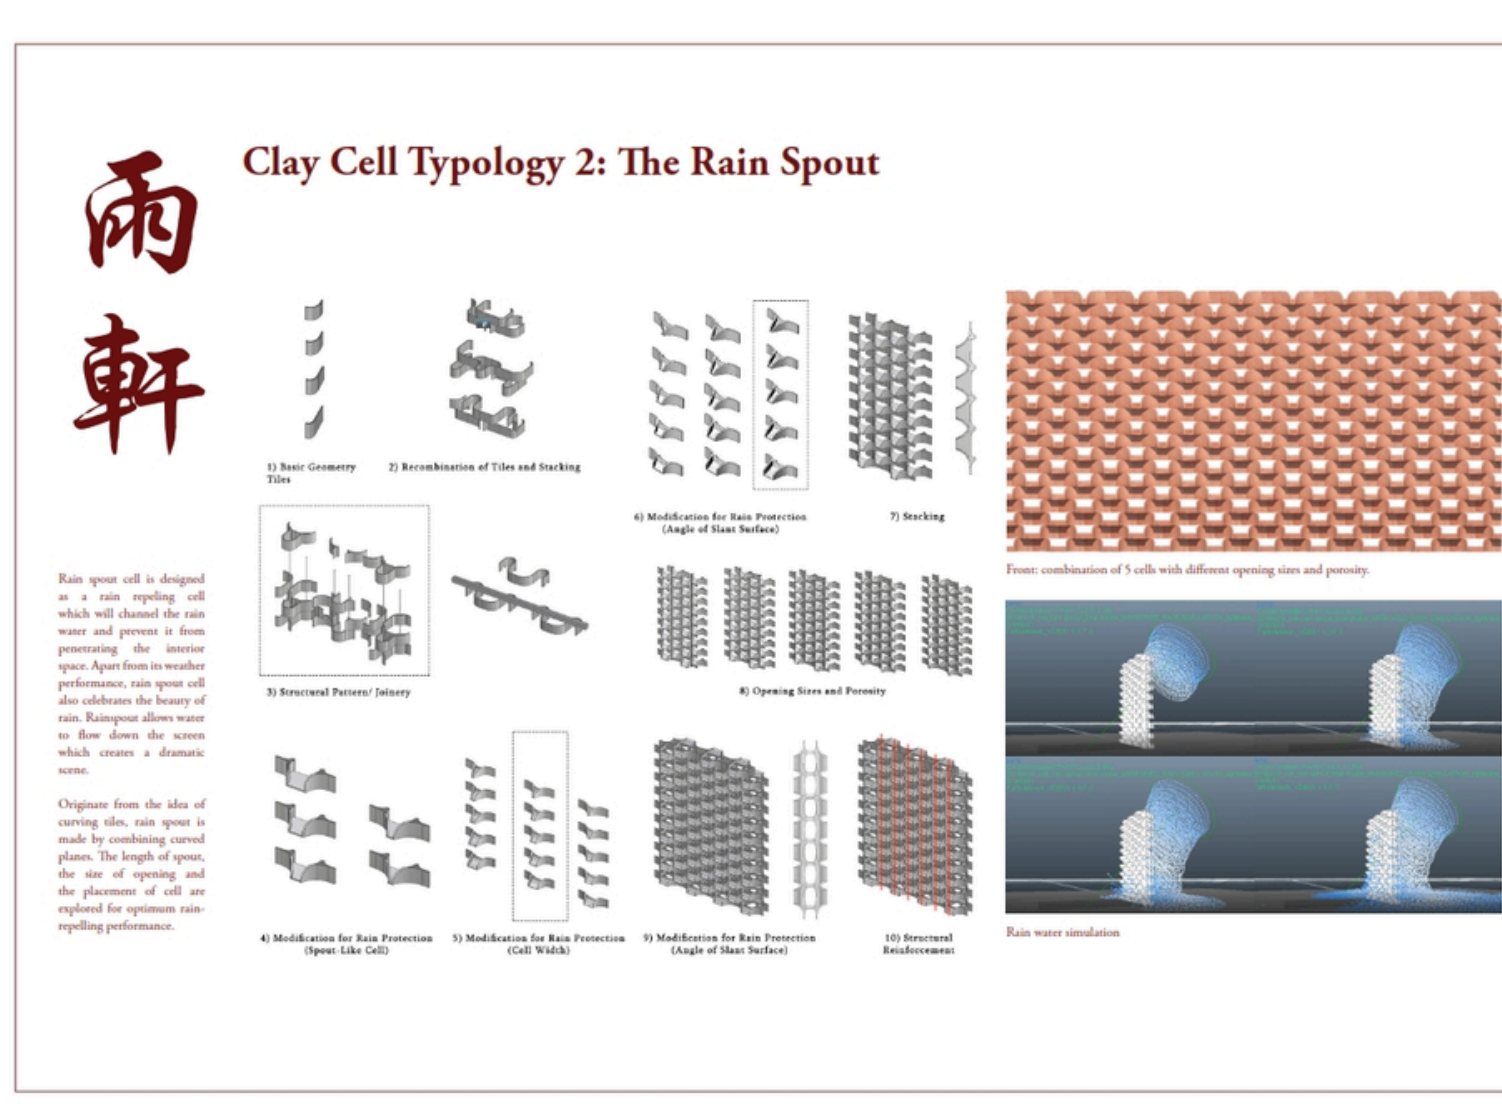 雨
軒
Clay Cell Typology 2: The Rain Spout
Rain spout cell is designed
as a rain repeling cell
which will channel the rain
water and prevent it from
penetrating the interior
space. Apart from its weather
performance, rain spout cell
also celebrates the beauty of
rain. Rainspout allows water
to flow down the screen
which creates a dramatic
scene.
Originate from the idea of
curving tiles, rain spout is
made by combining curved
planes. The length of spout,
the size of opening and
the placement of cell are
explored for optimum rain-
repelling performance.
1) Basic Geometry
Tiles
2) Recombination of Tiles and Stacking
3) Structural Pattern/ Joinery
4) Modification for Rain Protection
(Spout-Like Cell)
5) Modification for Rain Protection
(Cell Width)
6) Modification for Rain Protection
(Angle of Slant Surface)
7) Stacking
8) Opening Sizes and Porosity
9) Modification for Rain Protection
(Angle of Slant Surface)
10) Structural
Reinforcement
Front: combination of 5 cells with different opening sizes and porosity.
Rain water simulation